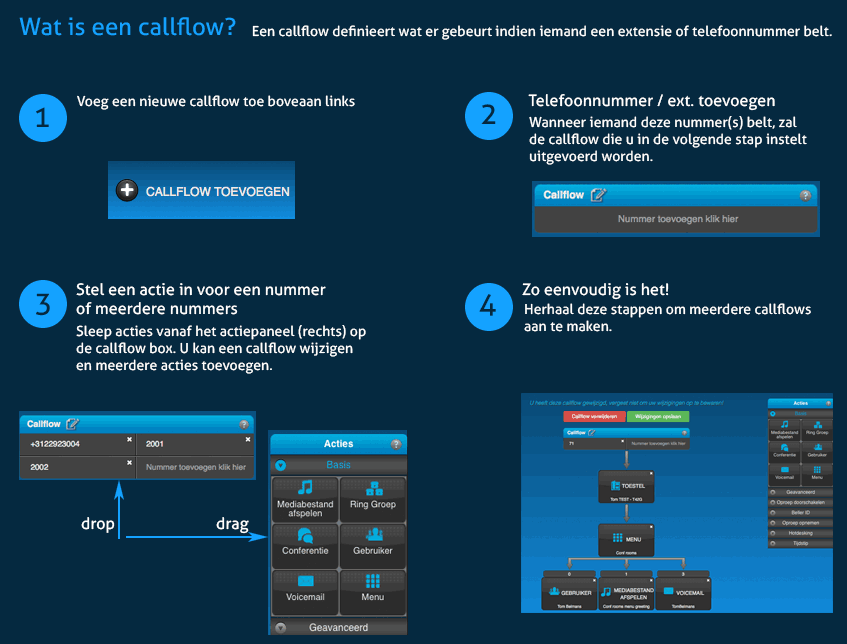 Wat is een callflow?
Een callflow definieert wat er gebeurt indien iemand een extensie of telefoonnummer belt.
1
Voeg een nieuwe callflow toe boveaan links
CALLFLOW TOEVOEGEN
2
Telefoonnummer / ext. toevoegen
Wanneer iemand deze nummer(s) belt, zal
de callflow die u in de volgende stap instelt
uitgevoerd worden.
Callflow
?
Nummer toevoegen klik hier
3
Stel een actie in voor een nummer
of meerdere nummers
Sleep acties vanaf het actiepaneel (rechts) op
de callflow box. U kan een callflow wijzigen
en meerdere acties toevoegen.
Callflow
?
+3122923004
2001
2002
Nummer toevoegen klik hier
drop
drag
Acties
?
Basis
Mediabestand
afspelen
Ring Groep
Conferentie
Gebruiker
Voicemail
Menu
Geavanceerd
4
Zo eenvoudig is het!
Herhaal deze stappen om meerdere callflows
aan te maken.
U heeft deze callflow gewijzigd, vergeet niet om uw wijzigingen op te bewaren!
Callflow verwijderen
Wijzigingen opslaan
Callflow
71
Nummer toevoegen klik hier
TOESTEL
Tom TEST - T42G
MENU
Conf name
0
1
3
GEBRUIKER
Tom Belmans
MEDIABESTAND
AFSPELEN
Conf name menu greeting
VOICEMAIL
TomBelmans
Acties
Basis
Mediabestand
afspelen
Ring Groep
Conferentie
Gebruiker
Voicemail
Menu
Geavanceerd
Oproep doorschakelen
Beller ID
Oproep opnemen
Hotdesking
Tijdstip